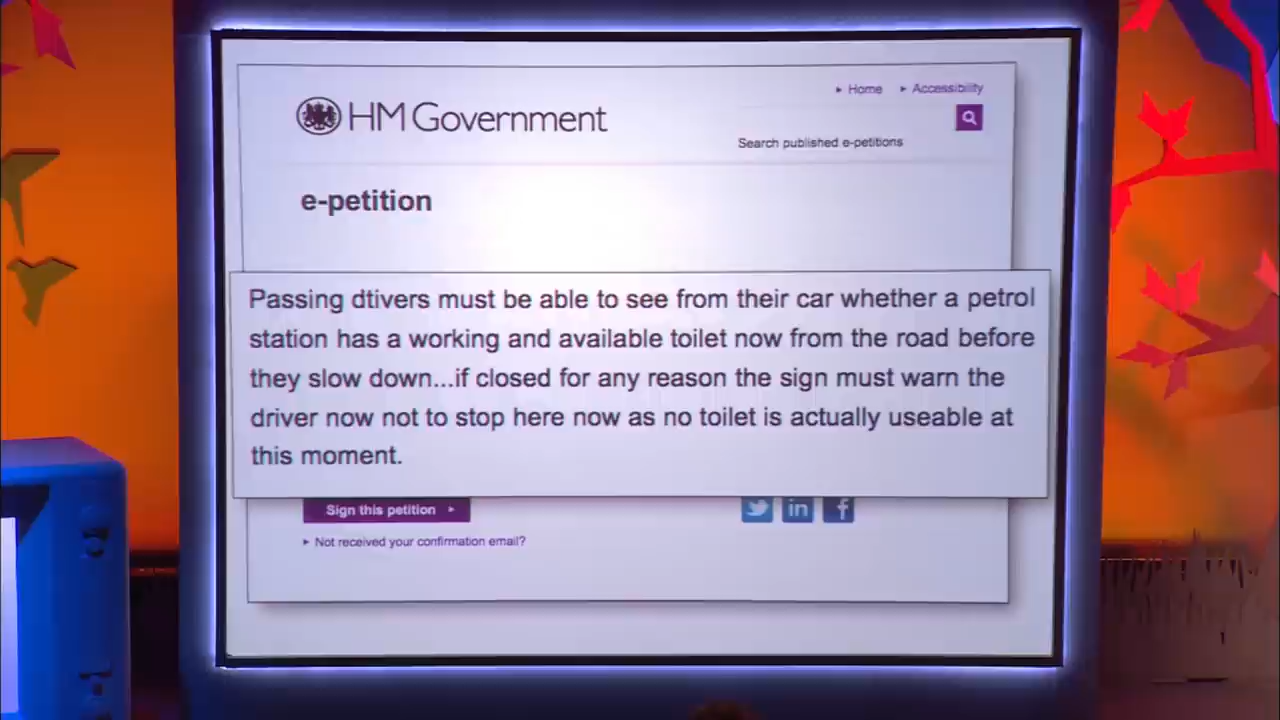 Home Accessibility
HM Government
Search published e-petitions
e-petition
Passing dtivers must be able to see from their car whether a petrol
station has a working and available toilet now from the road before
they slow down...if closed for any reason the sign must warn the
driver now not to stop here now as no toilet is actually useable at
this moment.
Sign this petition
in f
Not received your confirmation email?